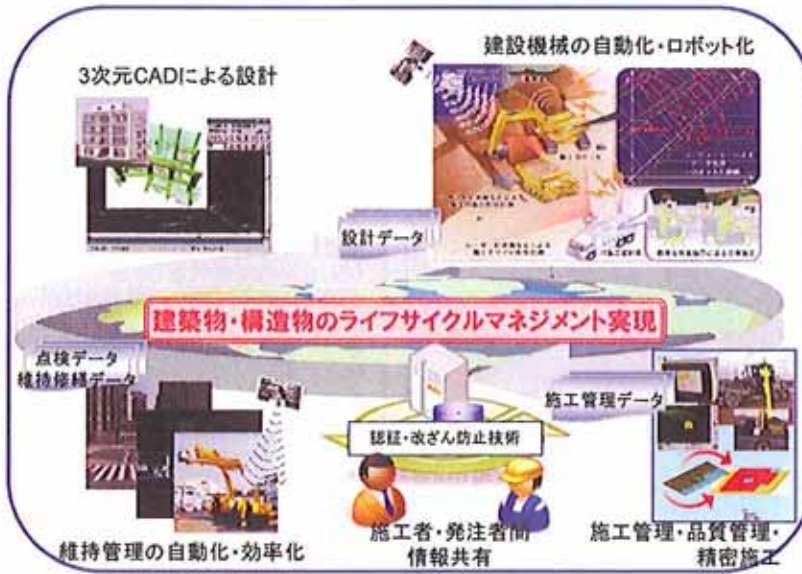 建設機械の自動化・ロボット化
3次元CADによる設計
設計データ
建築物・構造物のライフサイクルマネジメント実現
点検データ
維持修繕データ
施工管理データ
認証・改ざん防止技術
維持管理の自動化・効率化
施工者・発注者間
情報共有
施工管理・品質管理・
精密施工